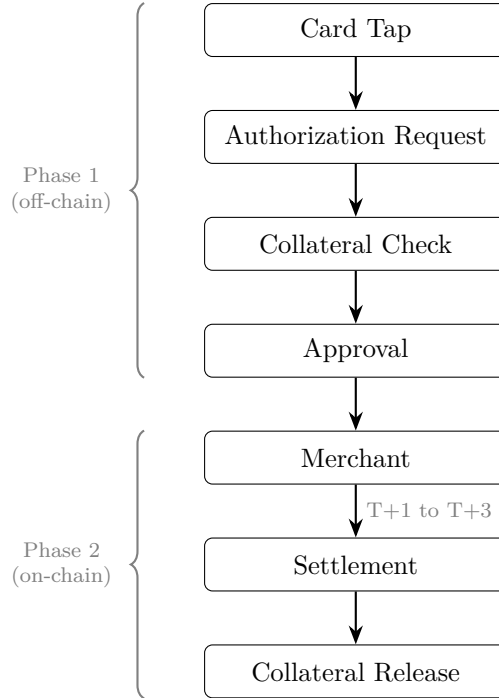 Card Tap
Authorization Request
Phase 1
(off-chain)
Collateral Check
Approval
Merchant
T+1 to T+3
Phase 2
(on-chain)
Settlement
Collateral Release